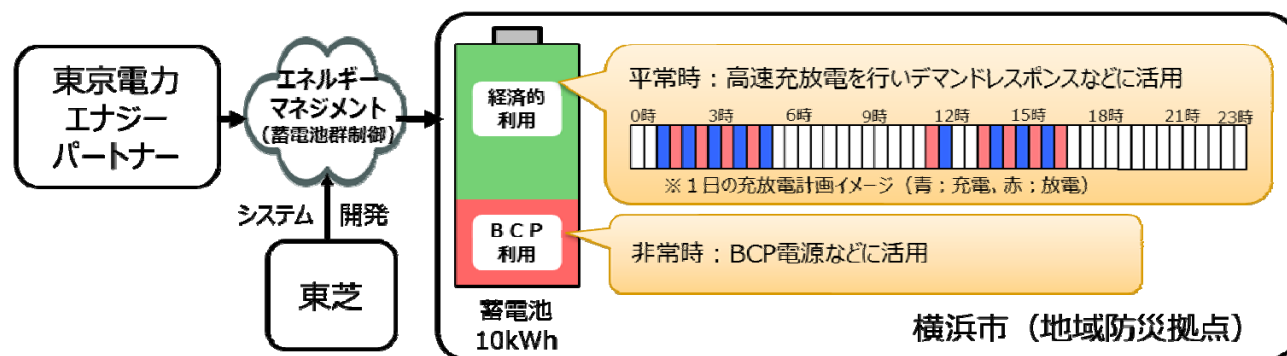 東京電力
エナジー
パートナー
エネルギー
マネジメント
(蓄電池群制御)
システム 開発
東芝
経済的
利用
BCP
利用
蓄電池
10kWh
平常時：高速充放電を行いデマンドレスポンスなどに活用
0時 3時 6時 9時 12時 15時 18時 21時 23時
※１日の充放電計画イメージ（青；充電、赤；放電）
非常時：BCP電源などに活用
横浜市（地域防災拠点）